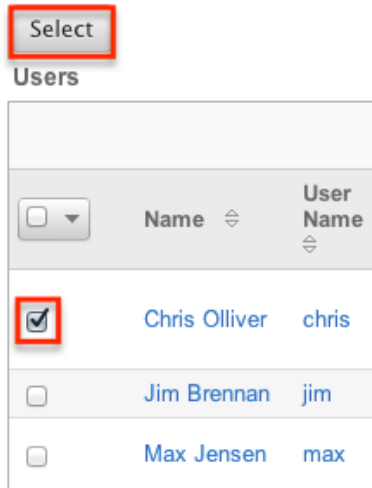 Select
Users
Name
User
Name
Chris Olliver chris
Jim Brennan jim
Max Jensen max